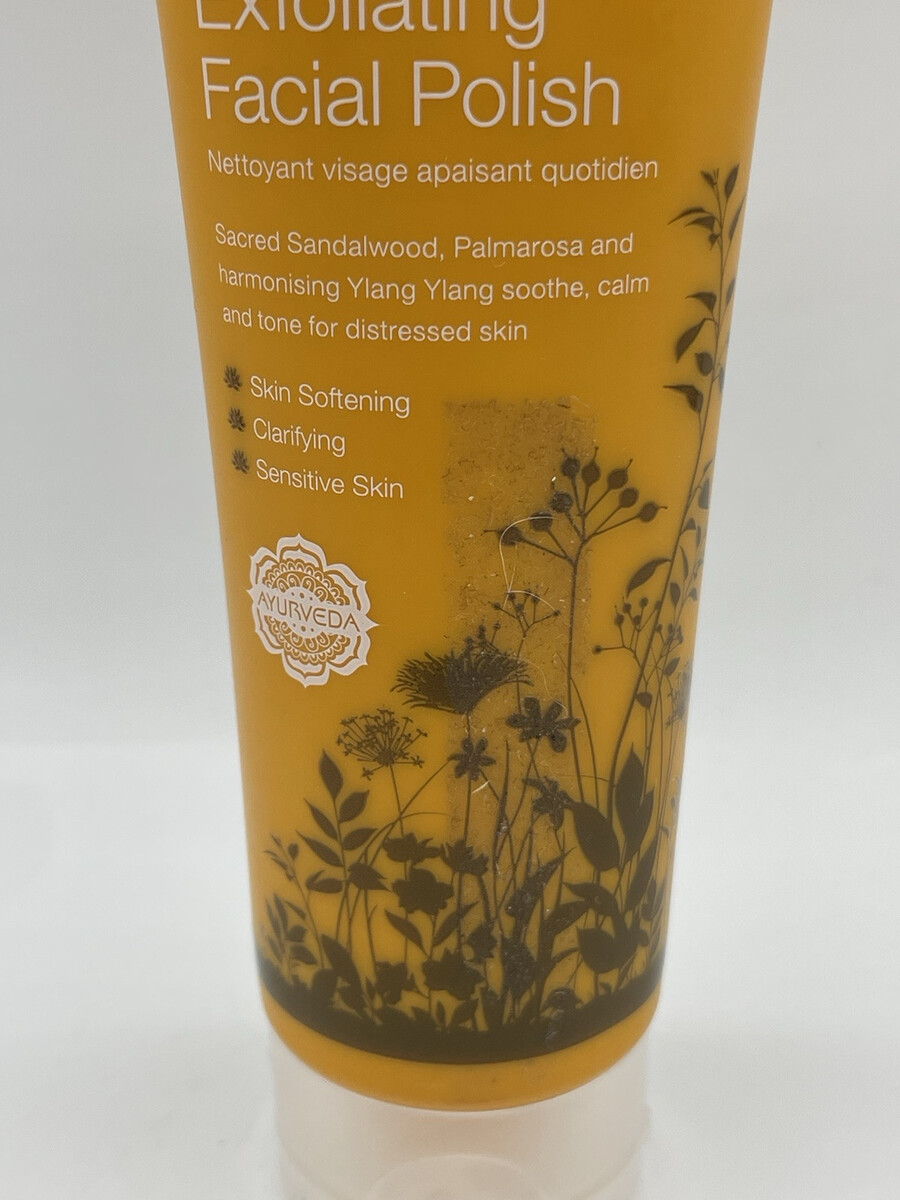 Exfoliating
Facial Polish
Nettoyant visage apaisant quotidien
Sacred Sandalwood, Palmarosa and
harmonising Ylang Ylang soothe, calm
and tone for distressed skin
Skin Softening
Clarifying
Sensitive Skin
AYURVEDA